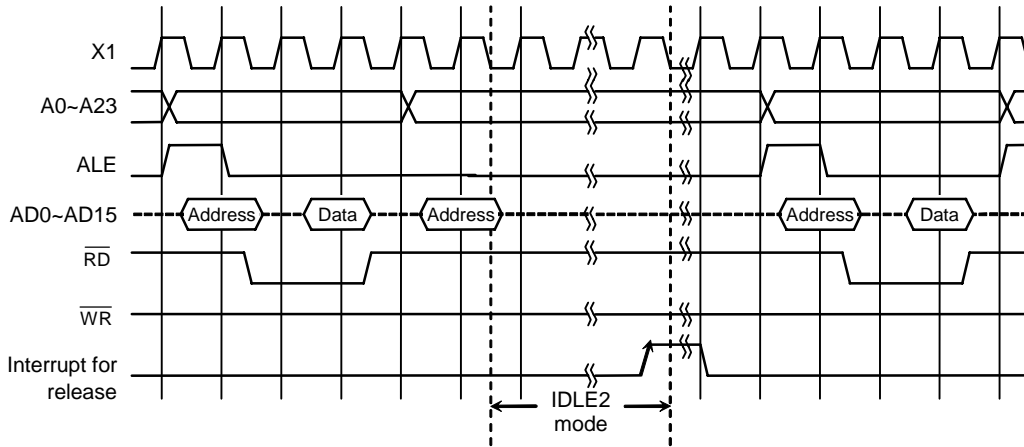 X1
A0~A23
ALE
AD0~AD15
Address
Data
Address
Address
Data
RD
WR
Interrupt for
release
IDLE2
mode